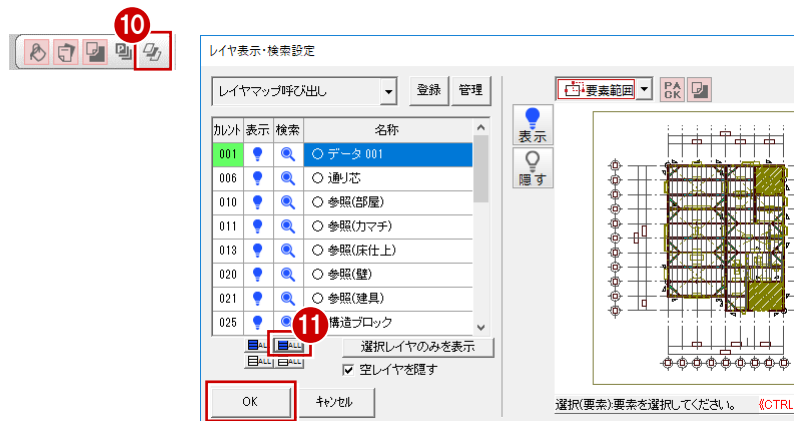 10
レイヤ表示・検索設定
レイヤマップ呼び出し
登録
管理
カレント 表示 検索 名称
001 ○ データ 001
006 ○ 通り芯
010 ○ 参照(部屋)
011 ○ 参照(カマチ)
013 ○ 参照(床仕上)
020 ○ 参照(壁)
021 ○ 参照(建具)
025 構造ブロック
11
ALL ALL
選択レイヤのみを表示
ALL ALL
空レイヤを隠す
OK
キャンセル
要素範囲
PACK
表示
隠す
選択(要素):要素を選択してください。 《CTRL